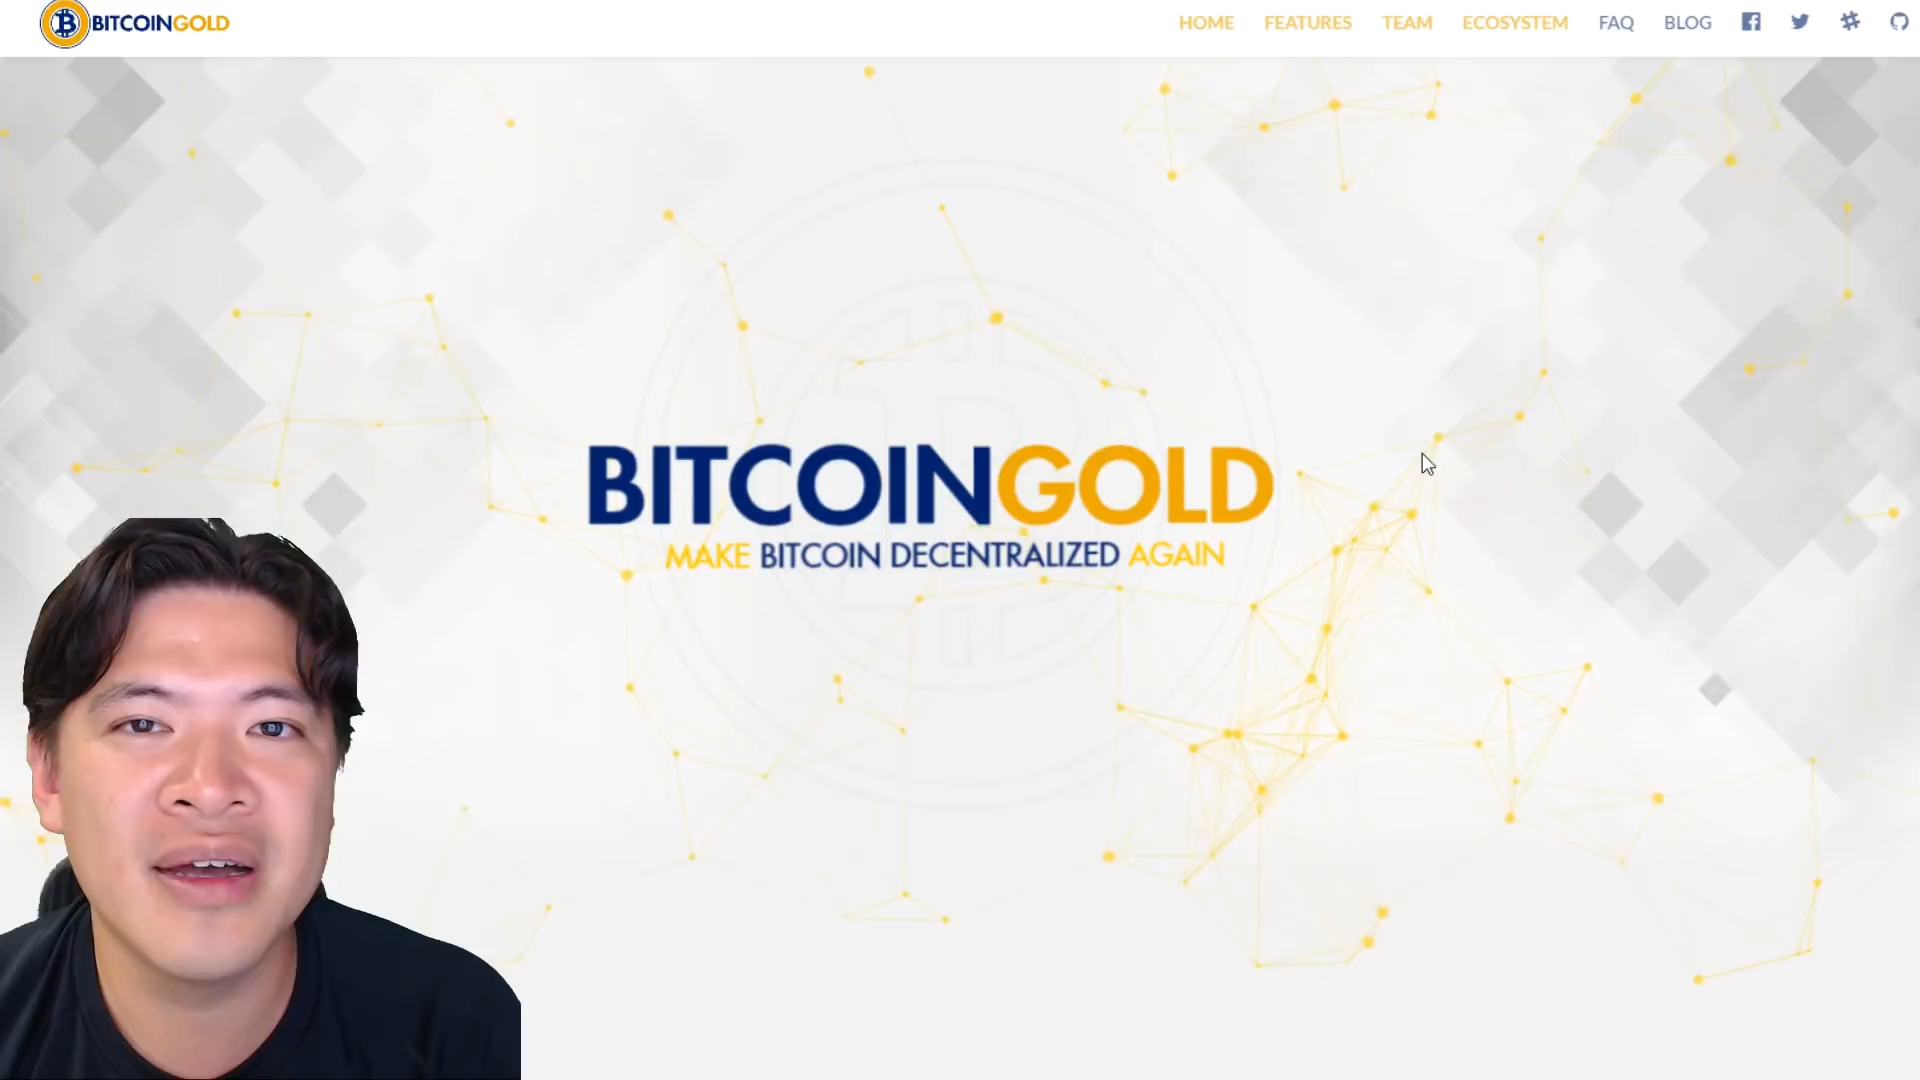 BITCOINGOLD
HOME FEATURES TEAM ECOSYSTEM FAQ BLOG
BITCOINGOLD
MAKE BITCOIN DECENTRALIZED AGAIN